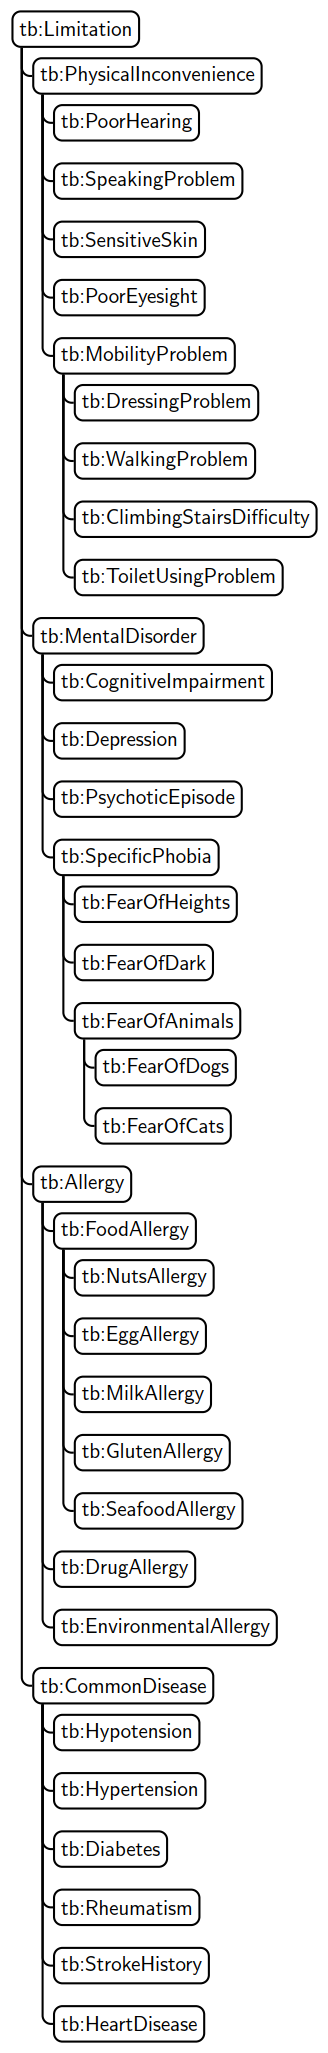 tb:Limitation
tb:PhysicalInconvenience
tb:PoorHearing
tb:SpeakingProblem
tb:SensitiveSkin
tb:PoorEyesight
tb:MobilityProblem
tb:DressingProblem
tb:WalkingProblem
tb:ClimbingStairsDifficulty
tb:ToiletUsingProblem
tb:MentalDisorder
tb:CognitiveImpairment
tb:Depression
tb:PsychoticEpisode
tb:SpecificPhobia
tb:FearOfHeights
tb:FearOfDark
tb:FearOfAnimals
tb:FearOfDogs
tb:FearOfCats
tb:Allergy
tb:FoodAllergy
tb:NutsAllergy
tb:EggAllergy
tb:MilkAllergy
tb:GlutenAllergy
tb:SeafoodAllergy
tb:DrugAllergy
tb:EnvironmentalAllergy
tb:CommonDisease
tb:Hypotension
tb:Hypertension
tb:Diabetes
tb:Rheumatism
tb:StrokeHistory
tb:HeartDisease